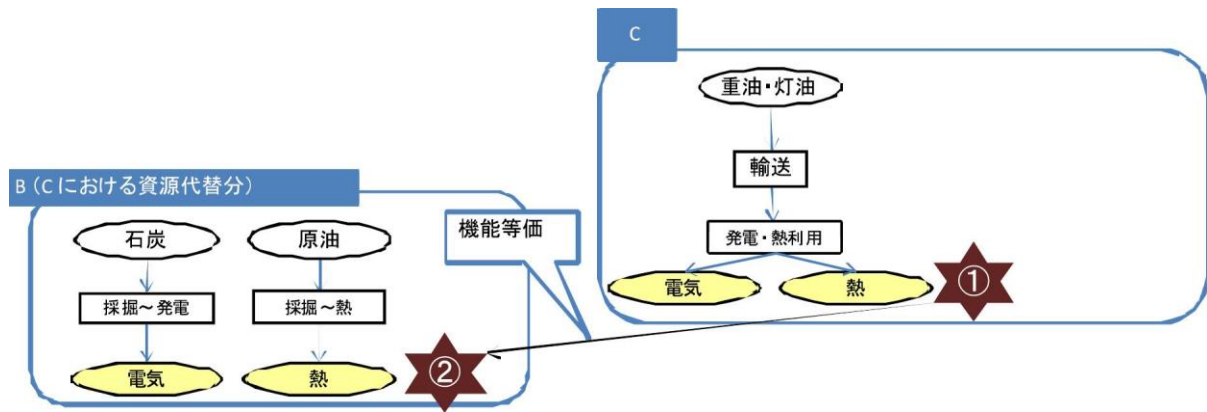 C
重油・灯油
輸送
発電・熱利用
電気
熱
①
B（Cにおける資源代替分）
石炭
原油
採掘～発電
採掘～熱
電気
熱
②
機能等価